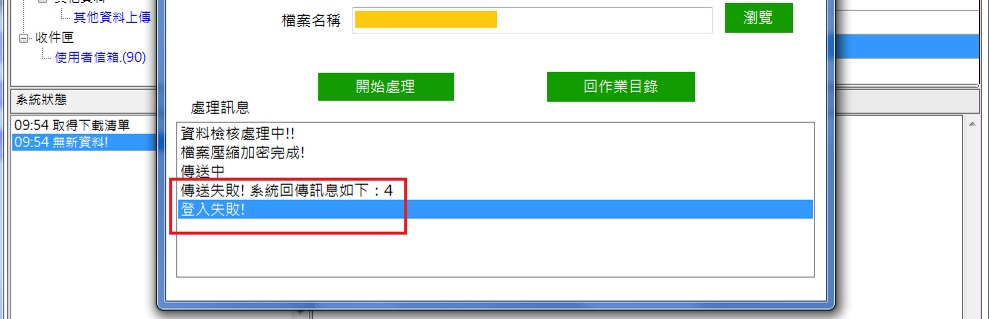 其他資料上傳
收件匣
使用者信箱.(90)
系統狀態
09:54 取得下載清單
09:54 無新資料!
檔案名稱
瀏覽
開始處理
回作業目錄
處理訊息
資料檢核處理中!!
檔案壓縮加密完成!
傳送中
傳送失敗! 系統回傳訊息如下：4
登入失敗!